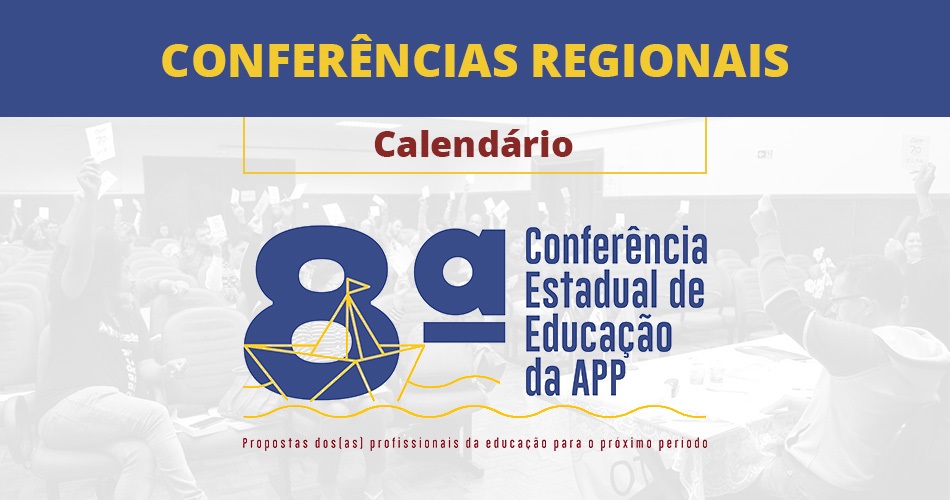 CONFERÊNCIAS REGIONAIS
Calendário
8ª
Conferência
Estadual de
Educação
da APP
Propostas dos(as) profissionais da educação para o próximo período